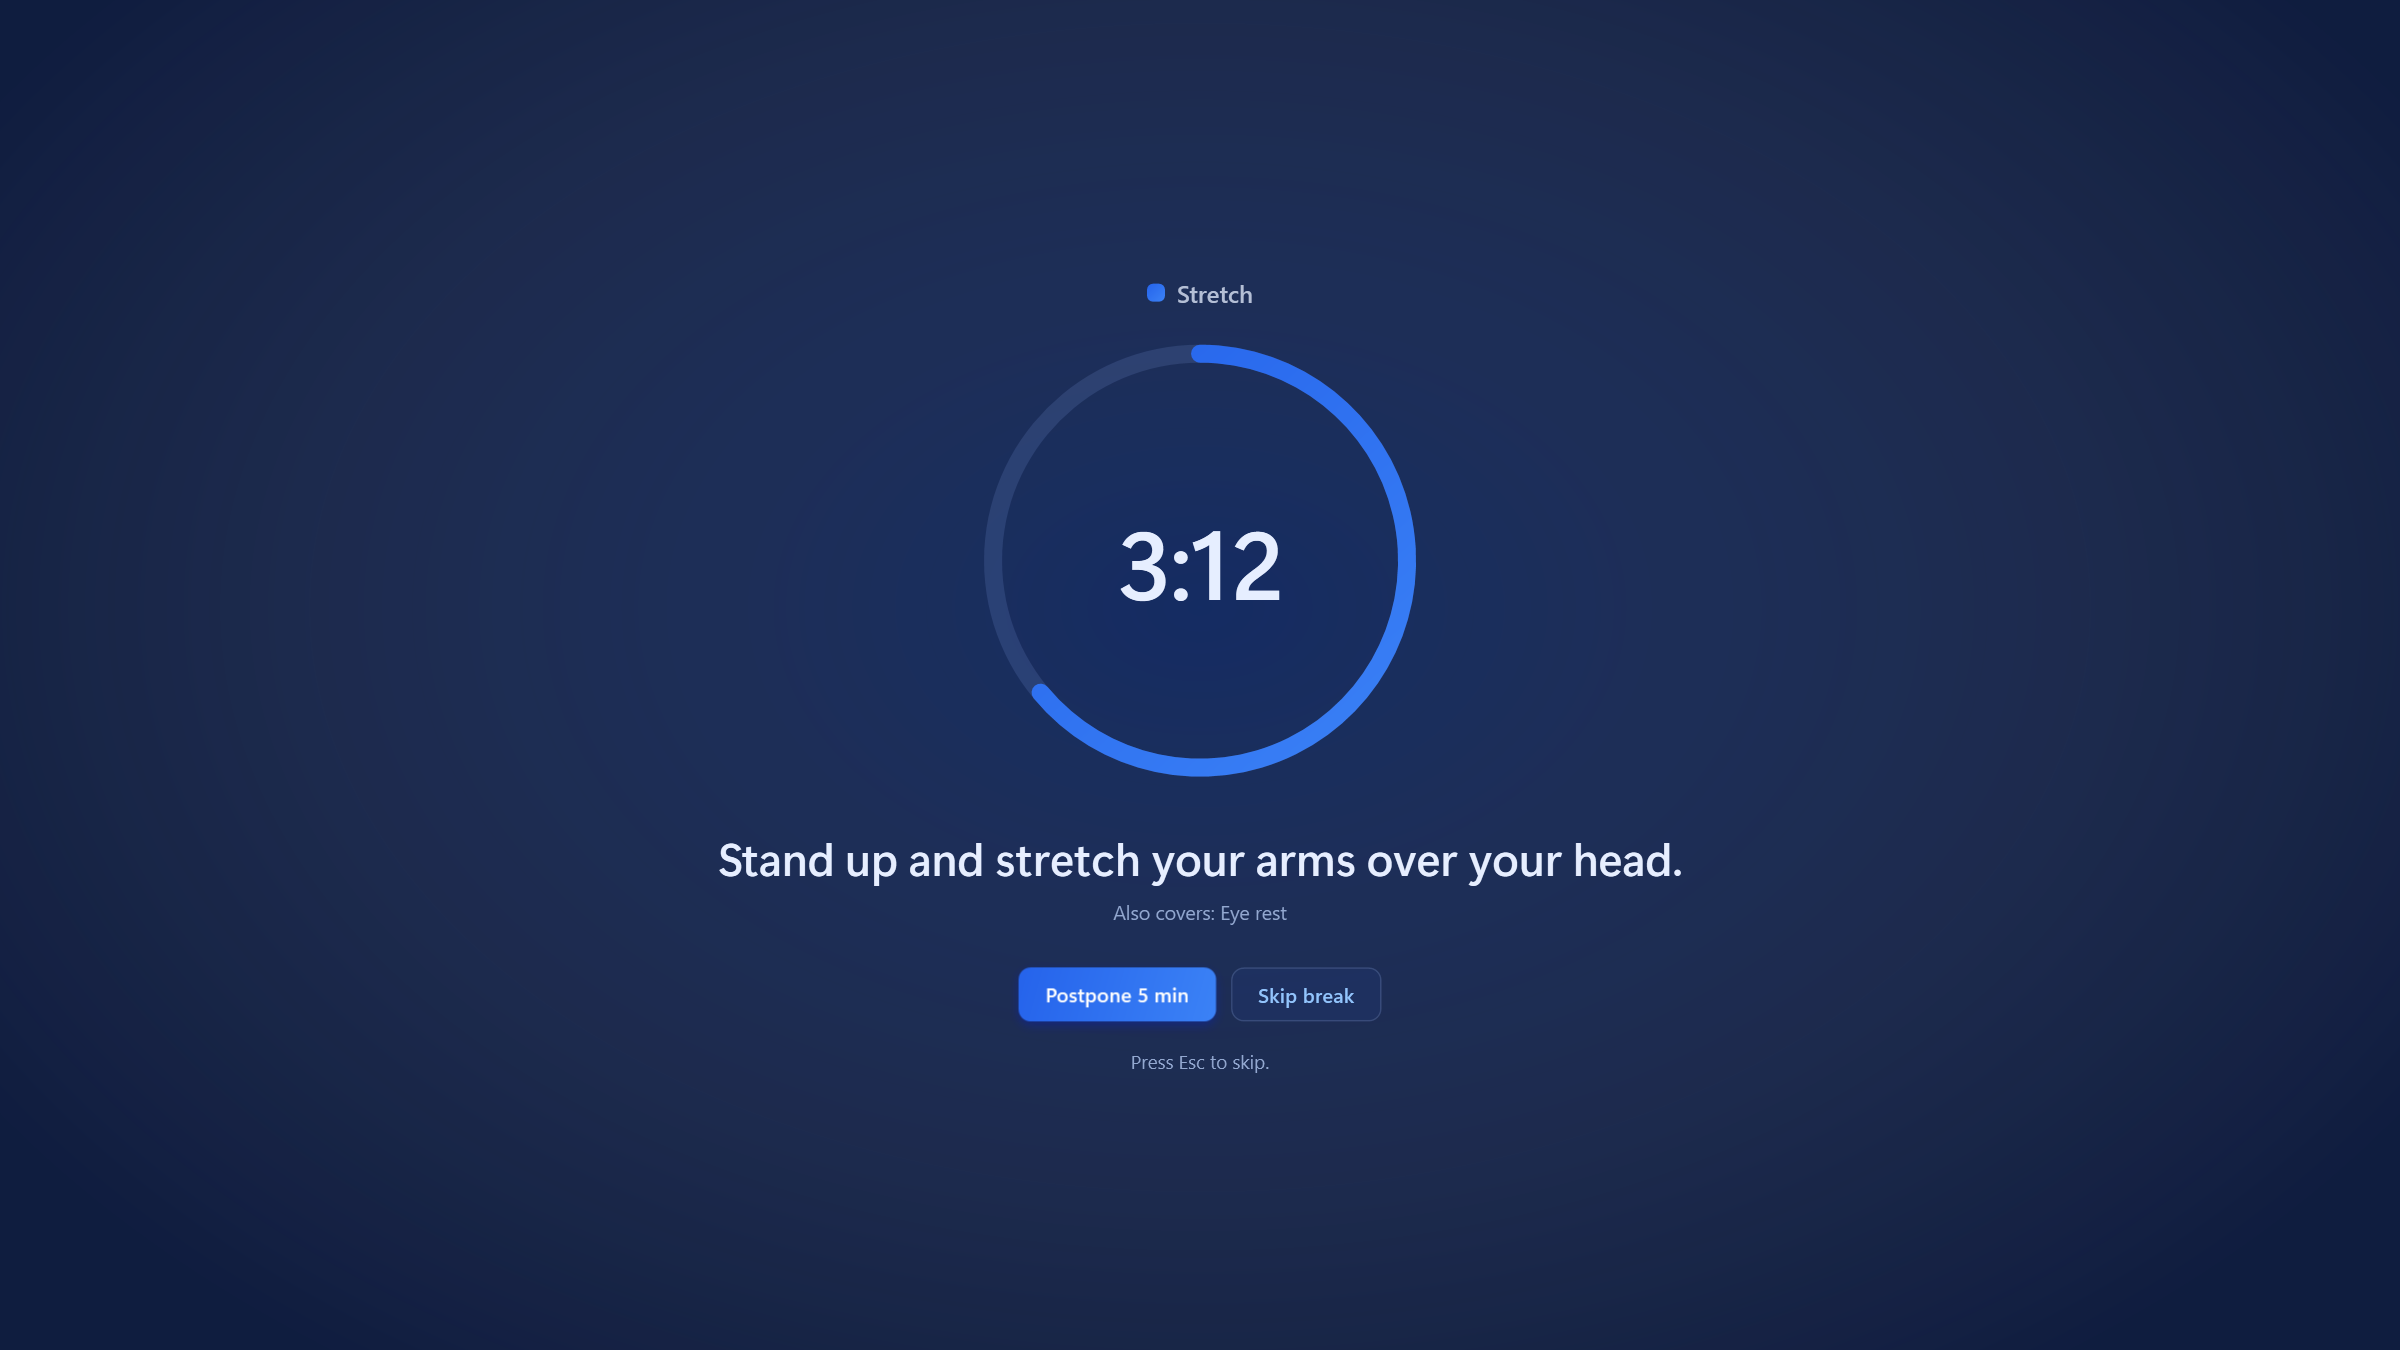 Stretch
3:12
Stand up and stretch your arms over your head.
Also covers: Eye rest
Postpone 5 min
Skip break
Press Esc to skip.